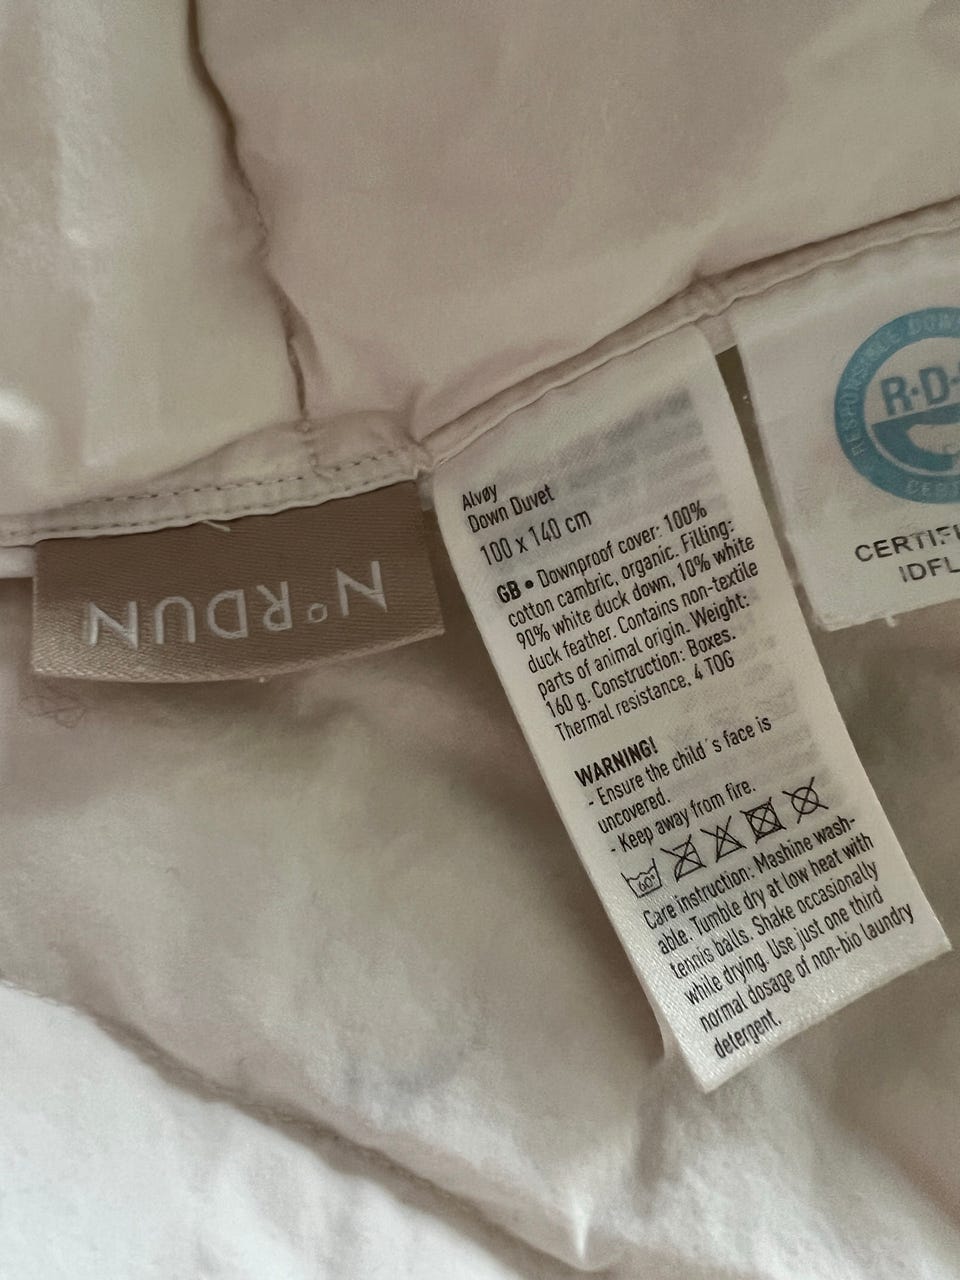 N°RDUN
Alvøy
Down Duvet
100 x 140 cm
GB • Downproof cover: 100%
cotton cambric, organic. Filling:
90% white duck down, 10% white
duck feather. Contains non-textile
parts of animal origin. Weight:
160 g. Construction: Boxes.
Thermal resistance, 4 TOG
WARNING!
- Ensure the child´s face is
uncovered.
- Keep away from fire.
60°
Care instruction: Mashine wash-
able. Tumble dry at low heat with
tennis balls. Shake occasionally
while drying. Use just one third
normal dosage of non-bio laundry
detergent.
RESPONSIBLE DOW
R·D·
CERT
CERTIFI
IDFL